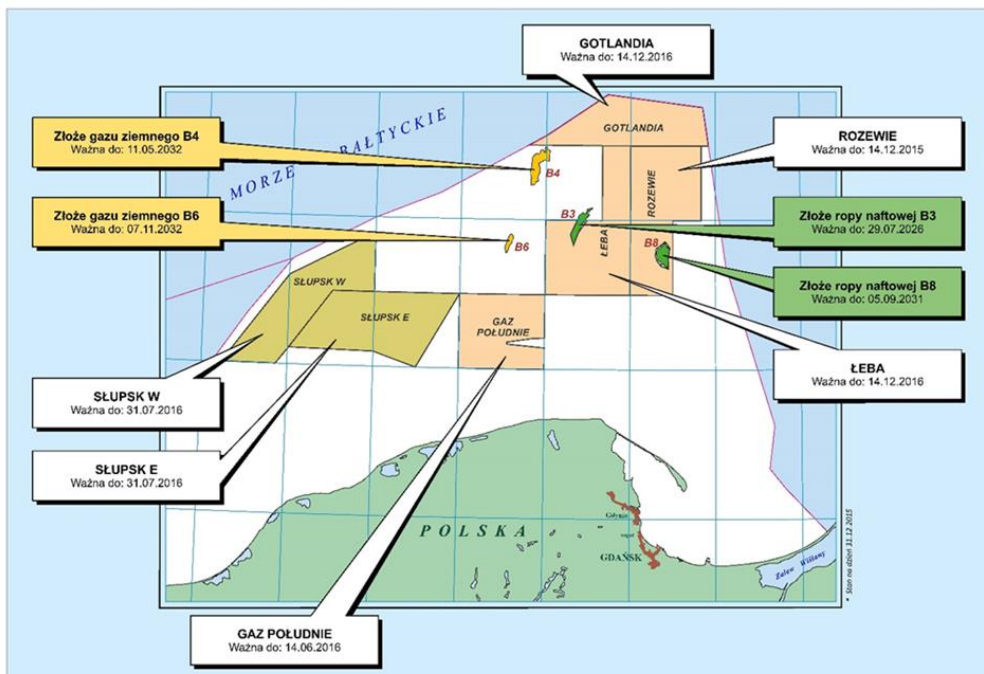 GOTLANDIA
Ważna do: 14.12.2016
Złoże gazu ziemnego B4
Ważna do: 11.05.2032
MORZE BAŁTYCKIE
GOTLANDIA
ROZEWIE
Ważna do: 14.12.2015
B4
ROZEWIE
Złoże gazu ziemnego B6
Ważna do: 07.11.2032
B3
Złoże ropy naftowej B3
Ważna do: 29.07.2026
B6
ŁEBA
B8
SŁUPSK W
Złoże ropy naftowej B8
Ważna do: 05.09.2031
SŁUPSK E
GAZ
POŁUDNIE
SŁUPSK W
Ważna do: 31.07.2016
ŁEBA
Ważna do: 14.12.2016
SŁUPSK E
Ważna do: 31.07.2016
POLSKA
Gdynia
Sopot
GDAŃSK
Zalew Wiślany
* Stan na dzień 31.12.2015
GAZ POŁUDNIE
Ważna do: 14.06.2016